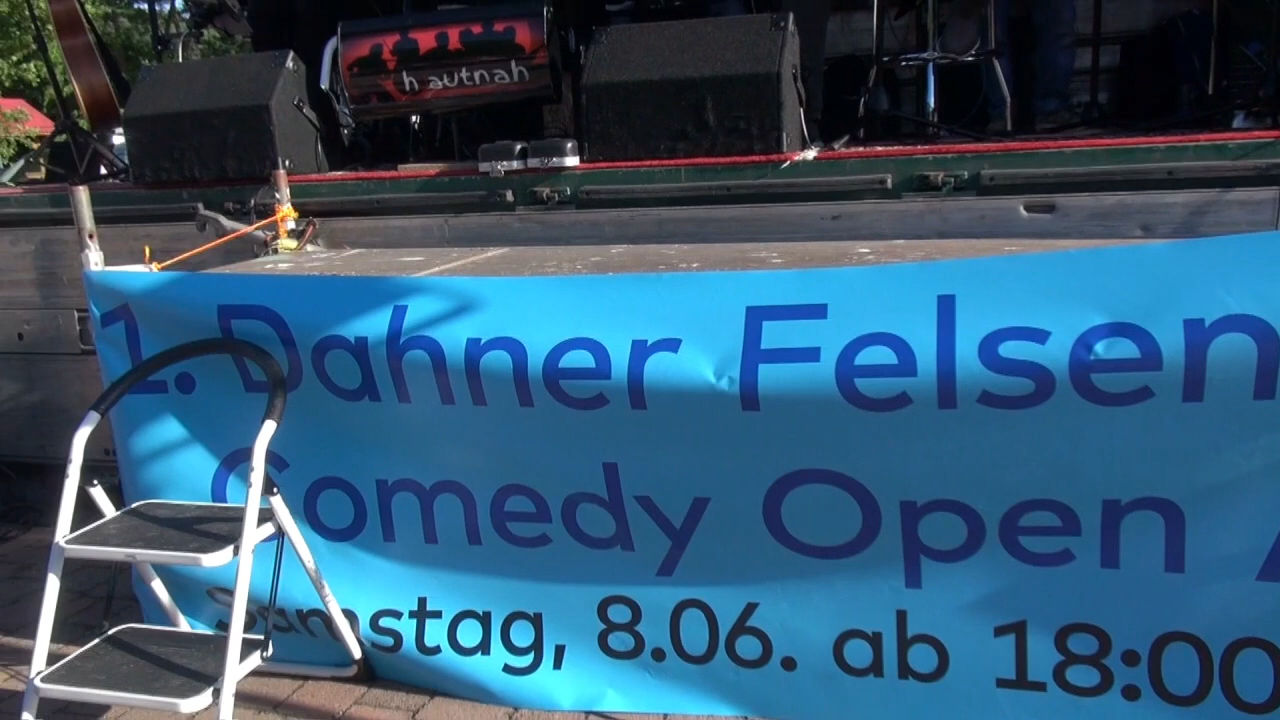 hautnah
1. Dahner Felsen
Comedy Open
Samstag, 8.06. ab 18:00